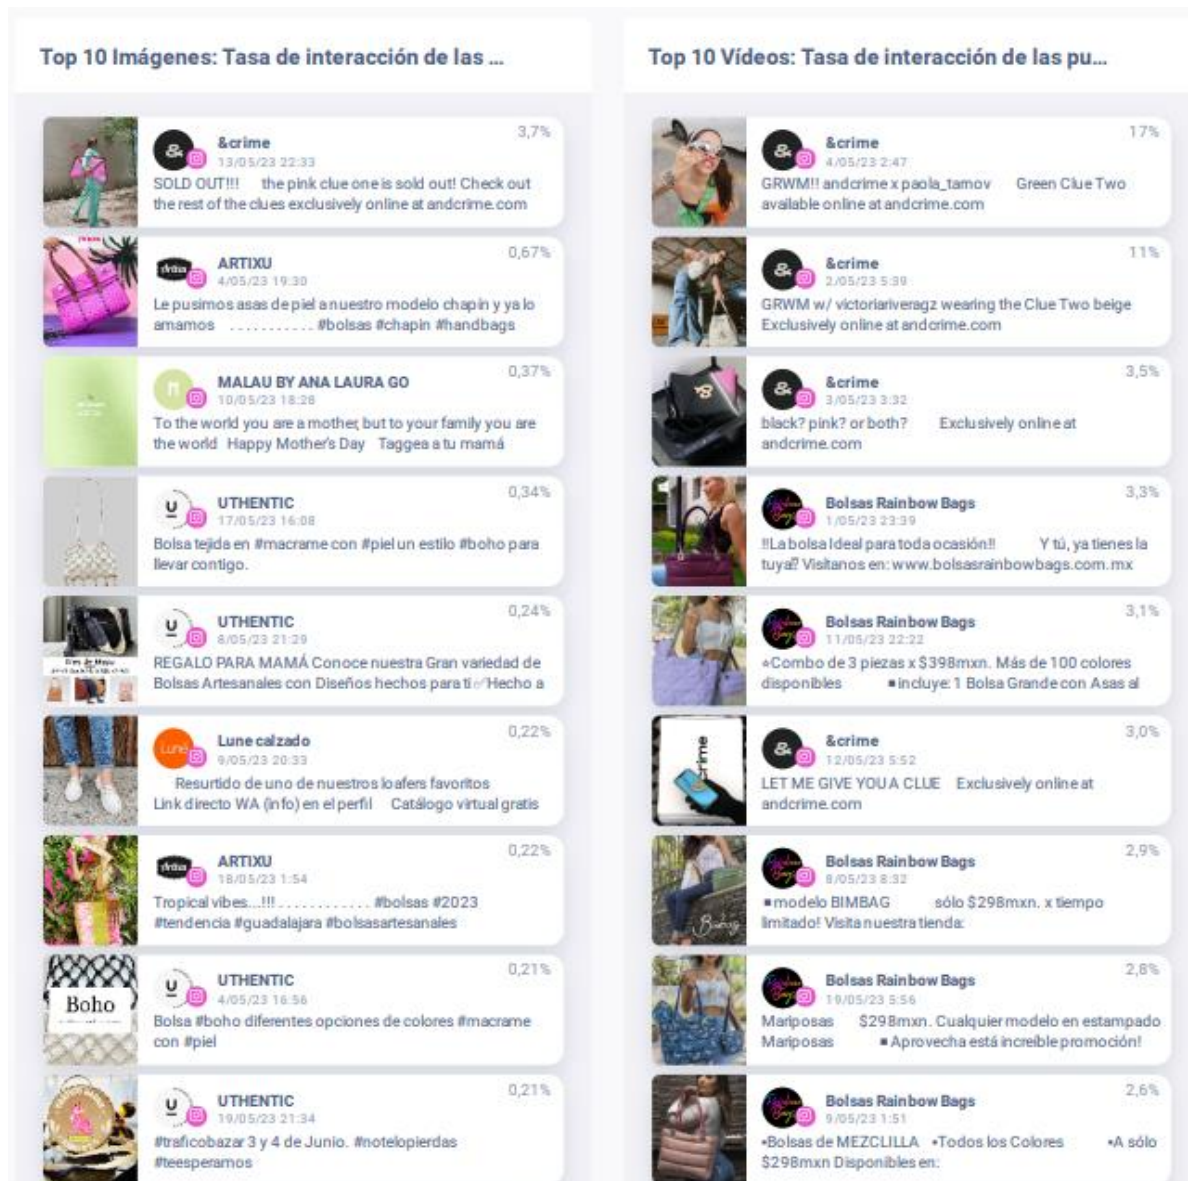 Top 10 Imágenes: Tasa de interacción de las ...
3,7%
&crime
13/05/23 22:33
SOLD OUT!!! the pink clue one is sold out! Check out
the rest of the clues exclusively online at andcrime.com
0,67%
ARTIXU
4/05/23 19:30
Le pusimos asas de piel a nuestro modelo chapín y ya lo
amamos . . . . . . . . . . . #bolsas #chapin #handbags
0,37%
MALAU BY ANA LAURA GO
10/05/23 18:28
To the world you are a mother, but to your family you are
the world Happy Mother's Day Taggea a tu mamá
0,34%
UTHENTIC
17/05/23 16:08
Bolsa tejida en #macrame con #piel un estilo #boho para
llevar contigo.
0,24%
UTHENTIC
8/05/23 21:29
REGALO PARA MAMÁ Conoce nuestra Gran variedad de
Bolsas Artesanales con Diseños hechos para ti Hecho a
0,22%
Lune calzado
9/05/23 20:33
Resurtido de uno de nuestros loafers favoritos
Link directo WA (info) en el perfil Catálogo virtual gratis
0,22%
ARTIXU
18/05/23 1:54
Tropical vibes...!!! . . . . . . . . . . . . #bolsas #2023
#tendencia #guadalajara #bolsasartesanales
Boho
0,21%
UTHENTIC
4/05/23 16:56
Bolsa #boho diferentes opciones de colores #macrame
con #piel
0,21%
UTHENTIC
19/05/23 21:34
#traficobazar 3 y 4 de Junio. #notelopierdas
#teesperamos
Top 10 Vídeos: Tasa de interacción de las pu...
17%
&crime
4/05/23 2:47
GRWM!! andcrime x paola_tamov Green Clue Two
available online at andcrime.com
11%
&crime
2/05/23 5:39
GRWM w/ victoriariveragz wearing the Clue Two beige
Exclusively online at andcrime.com
3,5%
&crime
3/05/23 3:32
black? pink? or both? Exclusively online at
andcrime.com
3,3%
Bolsas Rainbow Bags
1/05/23 23:39
!!La bolsa Ideal para toda ocasión!! Y tú, ya tienes la
tuya!? Visítanos en: www.bolsasrainbowbags.com.mx
3,1%
Bolsas Rainbow Bags
11/05/23 22:22
⭐Combo de 3 piezas x $398mxn. Más de 100 colores
disponibles ▪incluye: 1 Bolsa Grande con Asas al
crime
3,0%
&crime
12/05/23 5:52
LET ME GIVE YOU A CLUE Exclusively online at
andcrime.com
2,9%
Bolsas Rainbow Bags
8/05/23 8:32
▪modelo BIMBAG sólo $298mxn. x tiempo
limitado! Visita nuestra tienda:
2,8%
Bolsas Rainbow Bags
19/05/23 5:56
Mariposas $298mxn. Cualquier modelo en estampado
Mariposas ▪Aprovecha está increíble promoción!
2,6%
Bolsas Rainbow Bags
9/05/23 1:51
•Bolsas de MEZCLILLA •Todos los Colores •A sólo
$298mxn Disponibles en: